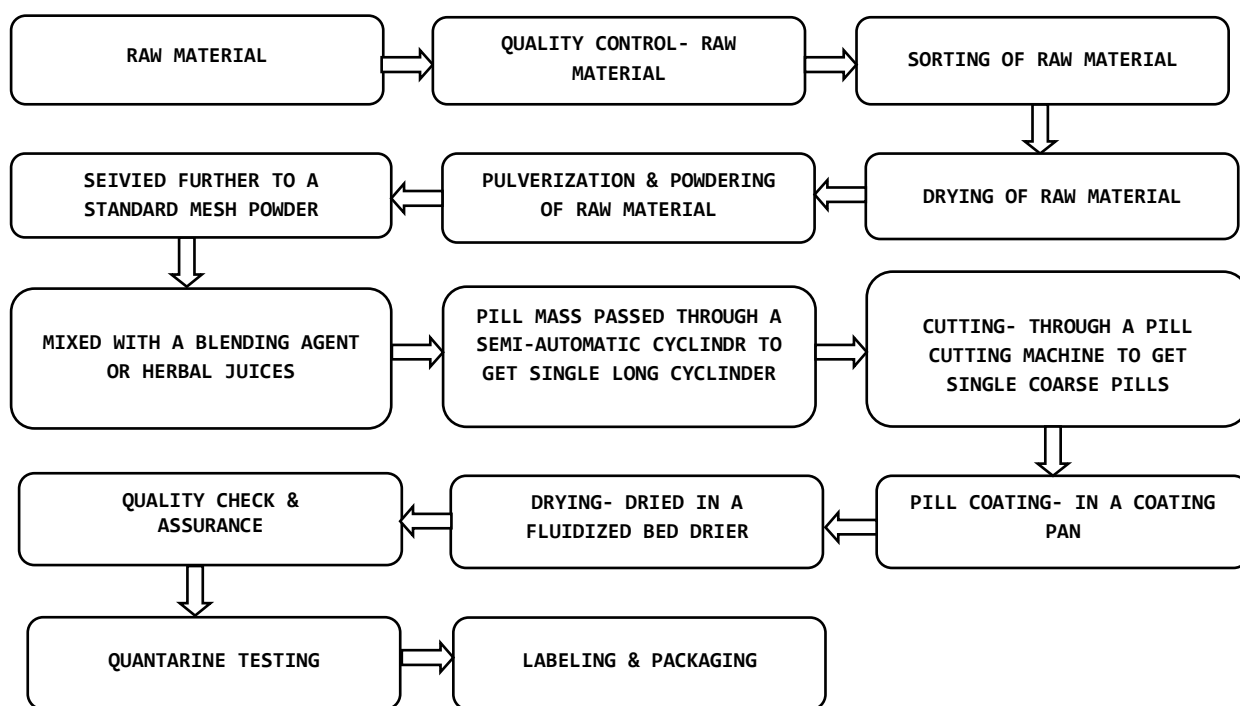 RAW MATERIAL
QUALITY CONTROL- RAW
MATERIAL
SORTING OF RAW MATERIAL
DRYING OF RAW MATERIAL
PULVERIZATION & POWDERING
OF RAW MATERIAL
SEIVIED FURTHER TO A
STANDARD MESH POWDER
MIXED WITH A BLENDING AGENT
OR HERBAL JUICES
PILL MASS PASSED THROUGH A
SEMI-AUTOMATIC CYCLINDR TO
GET SINGLE LONG CYCLINDER
CUTTING- THROUGH A PILL
CUTTING MACHINE TO GET
SINGLE COARSE PILLS
PILL COATING- IN A COATING
PAN
DRYING- DRIED IN A
FLUIDIZED BED DRIER
QUALITY CHECK &
ASSURANCE
QUANTARINE TESTING
LABELING & PACKAGING